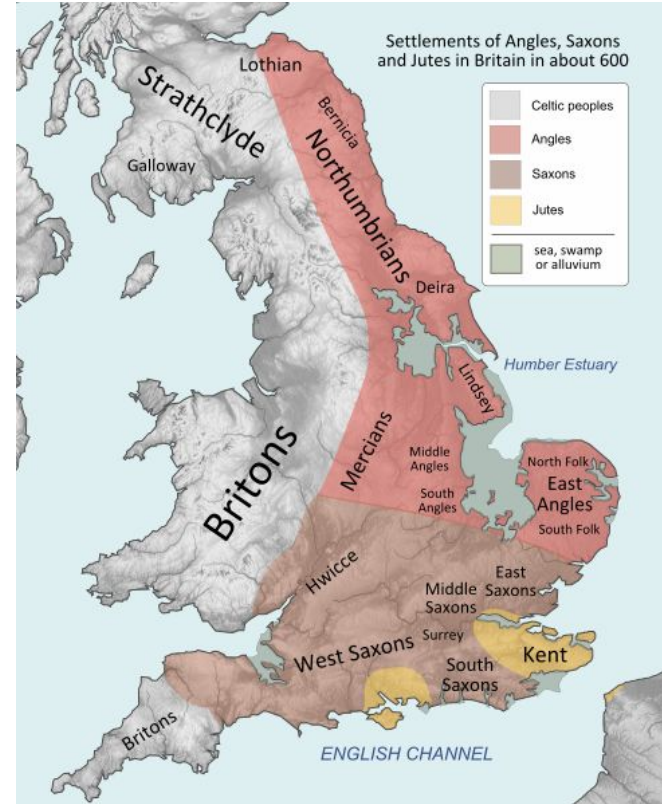 Settlements of Angles, Saxons
and Jutes in Britain in about 600
Celtic peoples
Angles
Saxons
Jutes
sea, swamp
or alluvium
Lothian
Strathclyde
Bernicia
Galloway
Northumbrians
Deira
Humber Estuary
Lindsey
Mercians
Britons
Middle
Angles
South
Angles
North Folk
East
Angles
South Folk
Hwicce
East
Saxons
Middle
Saxons
Surrey
West Saxons
Kent
South
Saxons
Britons
ENGLISH CHANNEL